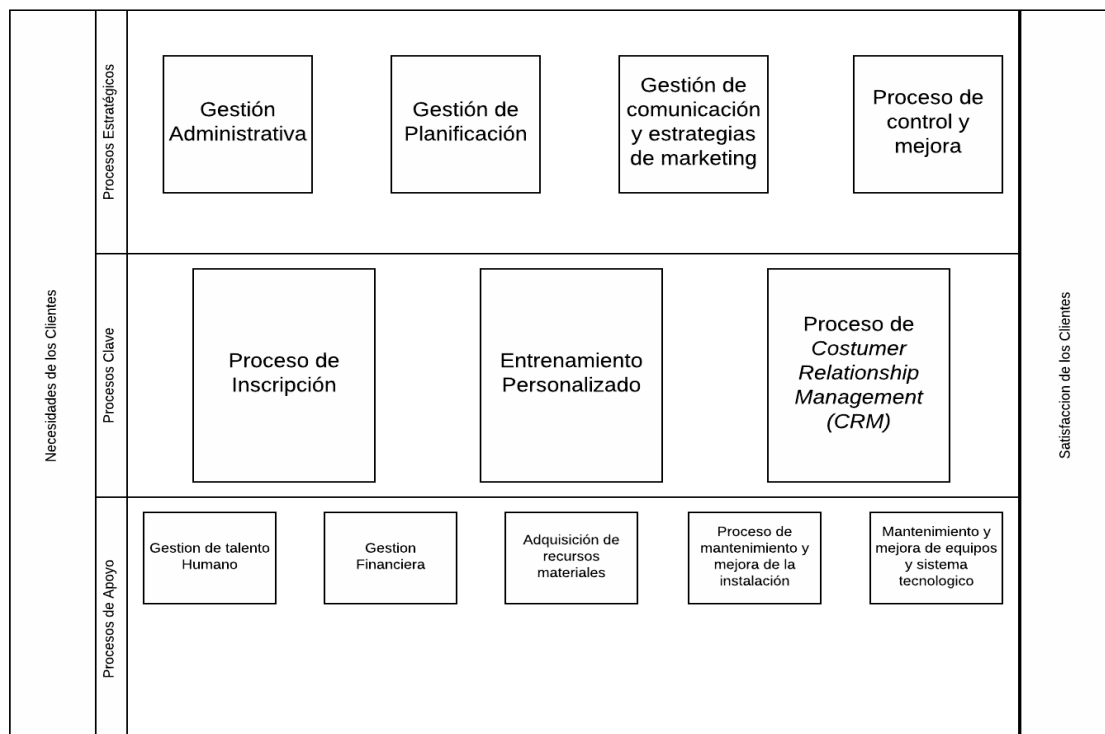 Necesidades de los Clientes
Procesos Estratégicos
Gestión
Administrativa
Gestión de
Planificación
Gestión de
comunicación
y estrategias
de marketing
Proceso de
control y
mejora
Procesos Clave
Proceso de
Inscripción
Entrenamiento
Personalizado
Proceso de
Costumer
Relationship
Management
(CRM)
Procesos de Apoyo
Gestion de talento
Humano
Gestion
Financiera
Adquisición de
recursos
materiales
Proceso de
mantenimiento y
mejora de la
instalación
Mantenimiento y
mejora de equipos
y sistema
tecnologico
Satisfaccion de los Clientes